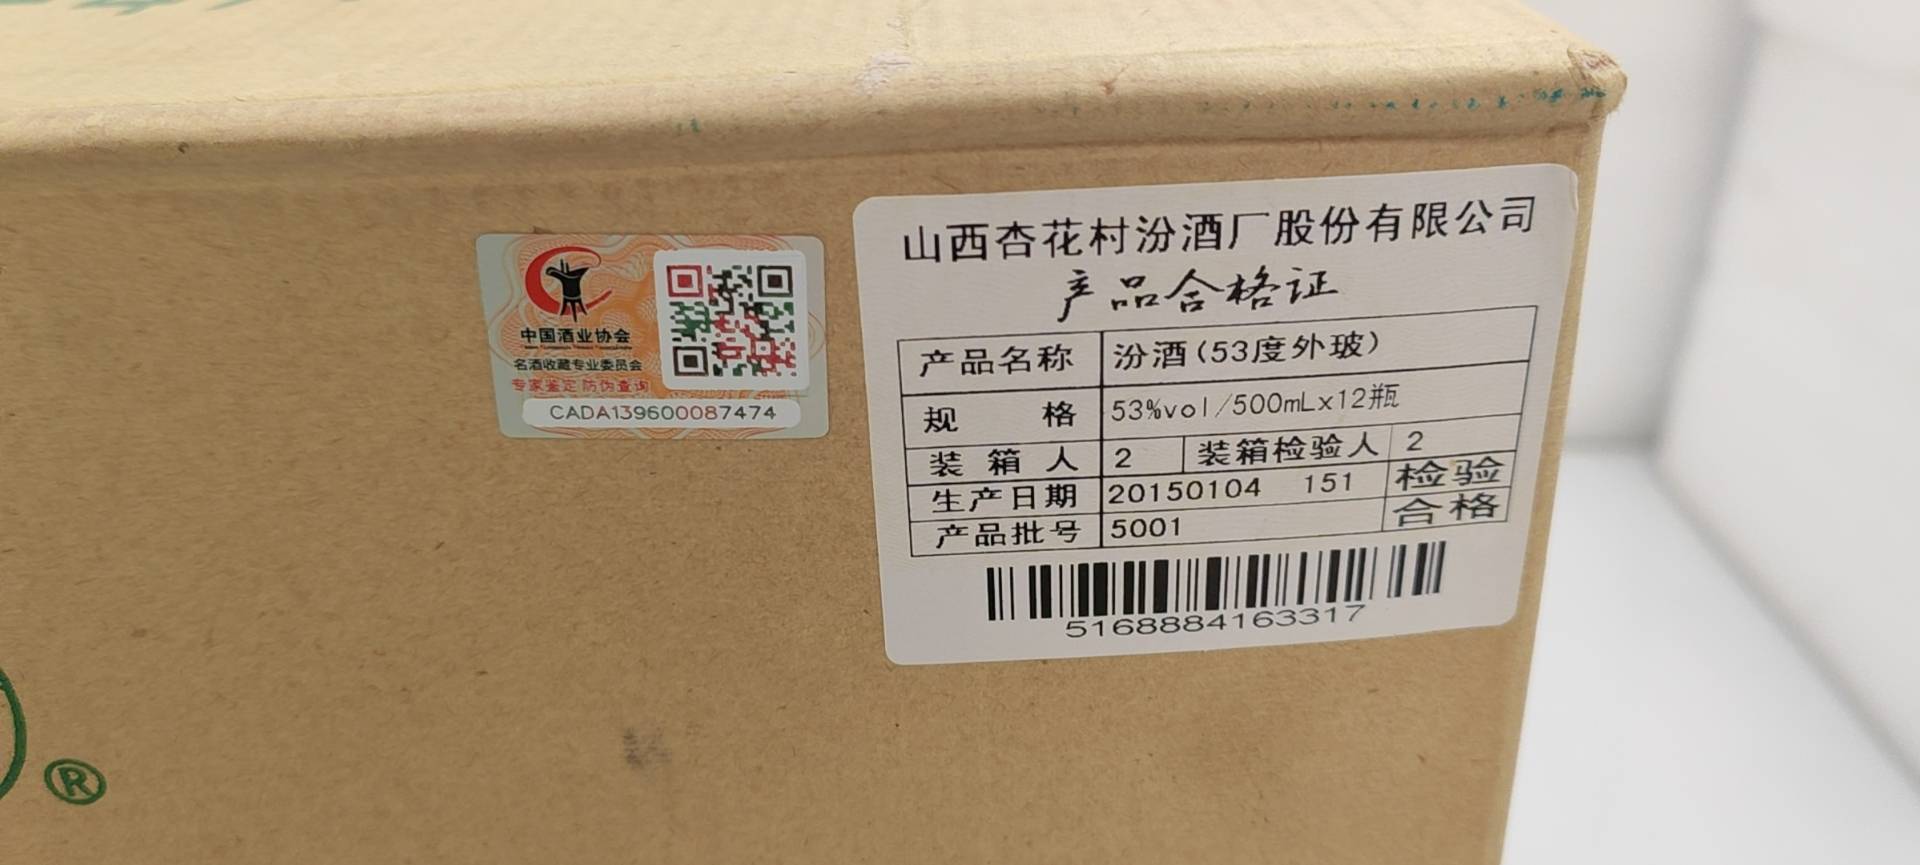 中国酒业协会
名酒收藏专业委员会
专家鉴定 防伪查询
CADA139600087474
山西杏花村汾酒厂股份有限公司
产品合格证
产品名称 汾酒(53度外玻)
规 格 53%vol/500mLx12瓶
装 箱 人 2 装箱检验人 2
生产日期 20150104 151 检验
产品批号 5001 合格
5168884163317
®